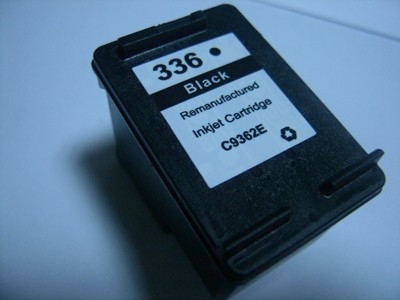 336
Black
Remanufactured
Inkjet Cartridge
C9362E